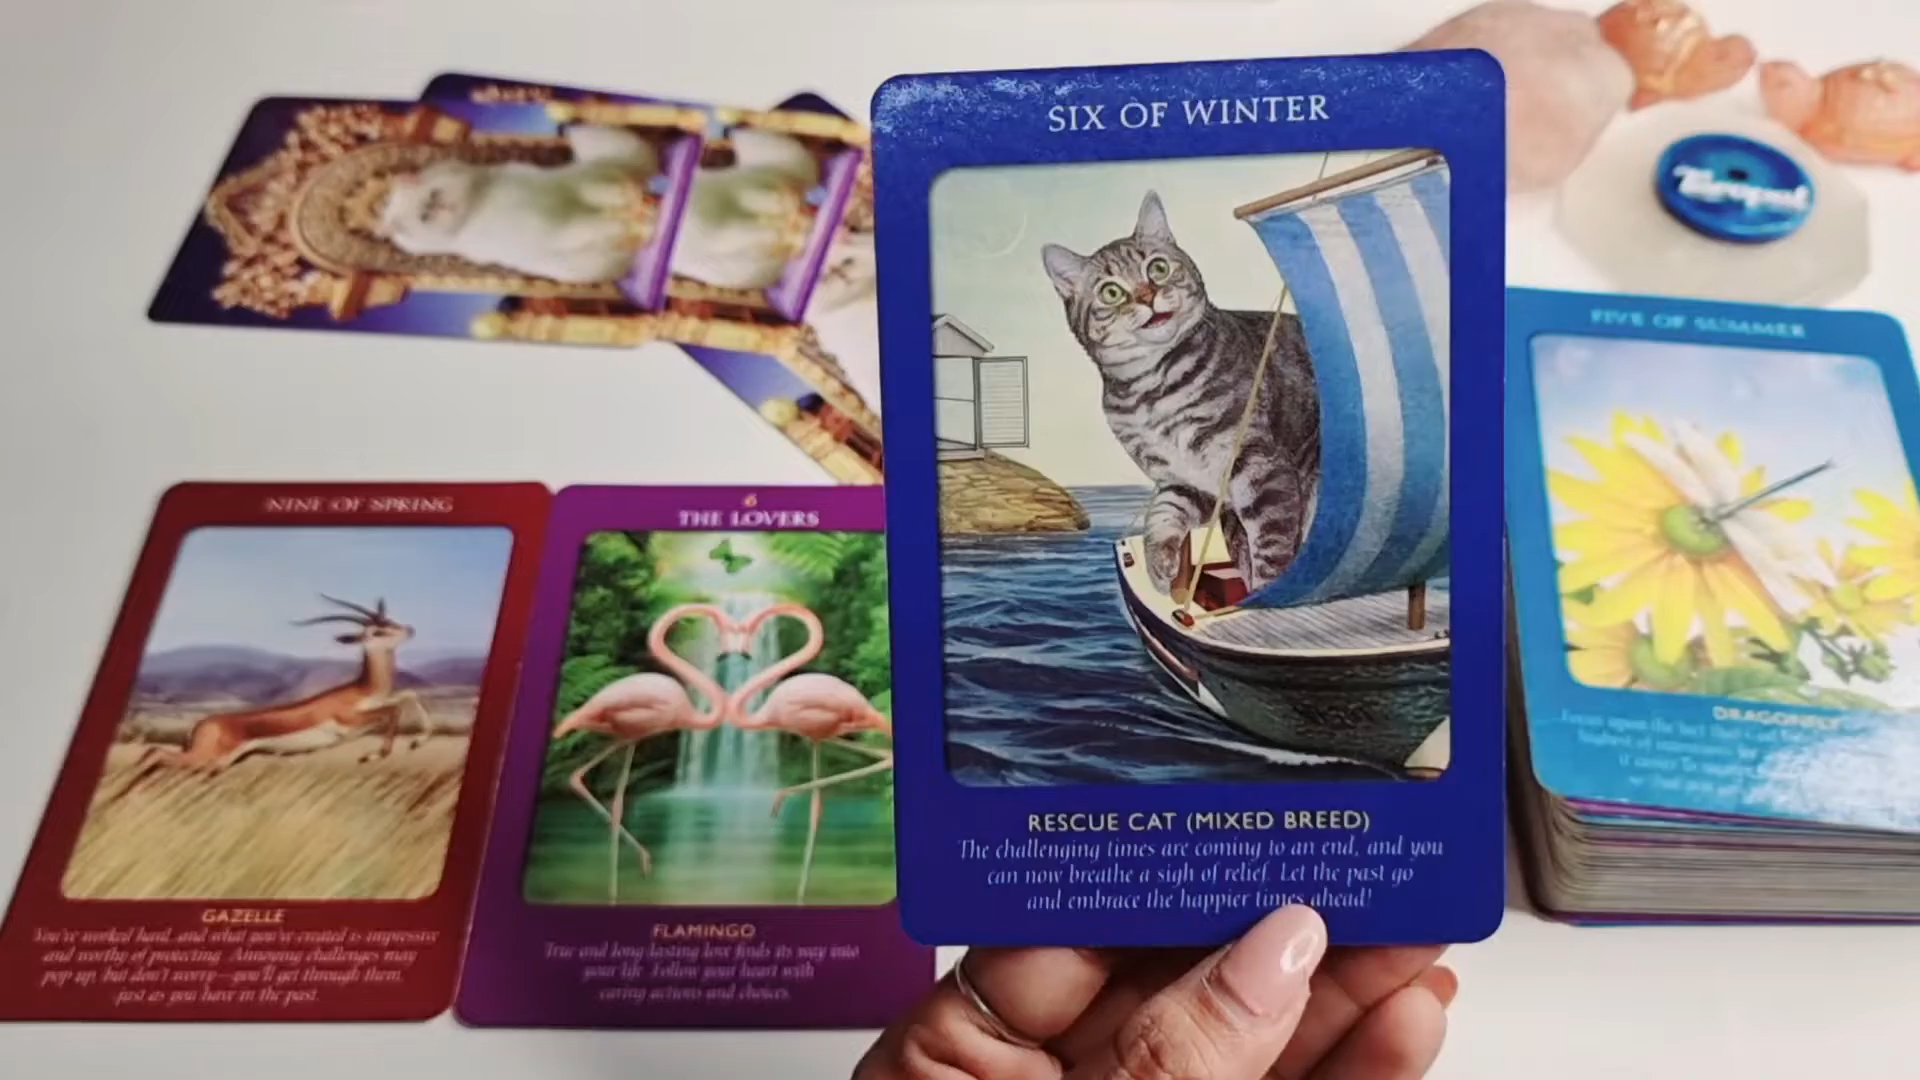 SIX OF WINTER
RESCUE CAT (MIXED BREED)
The challenging times are coming to an end, and you
can now breathe a sigh of relief. Let the past go
and embrace the happier times ahead!
NINE OF SPRING
GAZELLE
You've worked hard, and what you've created is impressive
and worthy of protecting. Annoying challenges may
pop up, but don't worry—you'll get through them,
just as you have in the past.
6
THE LOVERS
FLAMINGO
True and long-lasting love finds its way into
your life. Follow your heart with
caring actions and choices.
FIVE OF SUMMER
DRAGONFLY